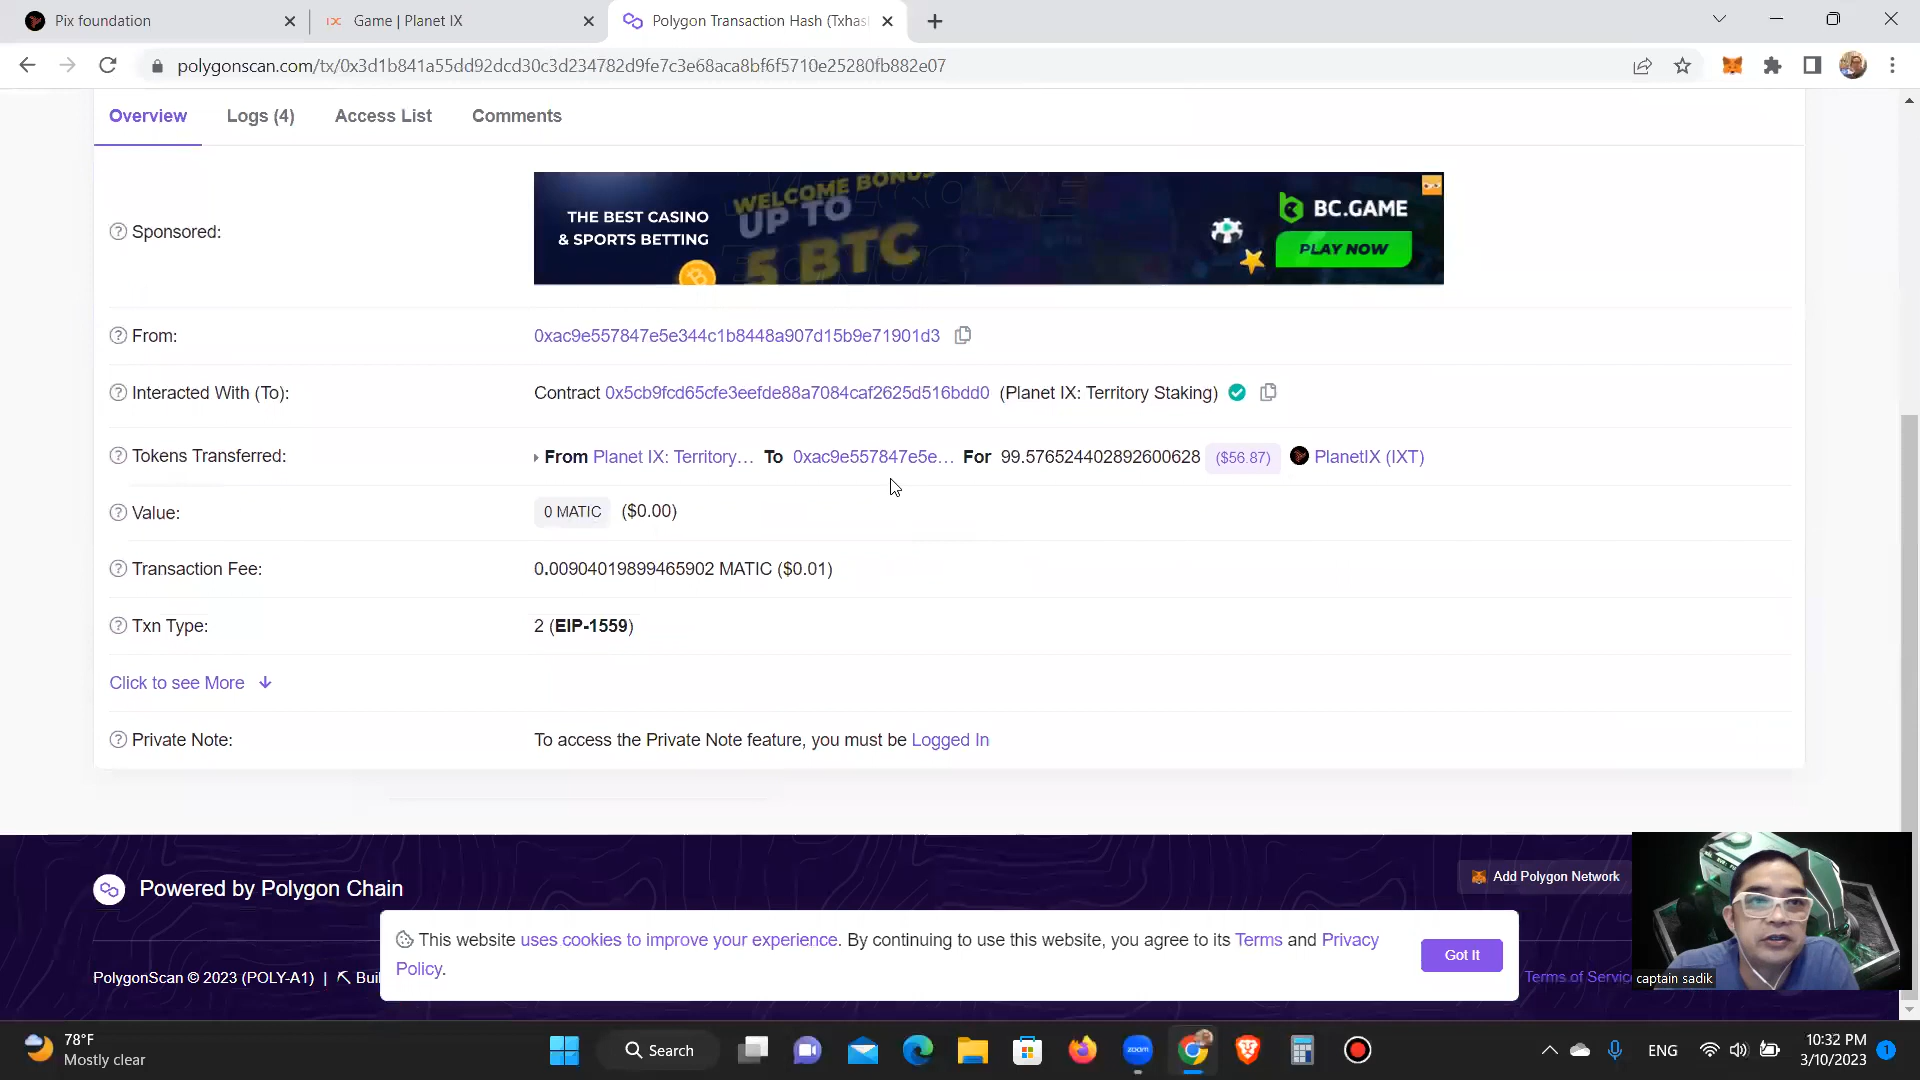 Pix foundation
Game | Planet IX
Polygon Transaction Hash (Txhas
polygonscan.com/tx/0x3d1b841a55dd92dcd30c3d234782d9fe7c3e68aca8bf6f5710e25280fb882e07
Overview
Logs (4)
Access List
Comments
Sponsored:
THE BEST CASINO
& SPORTS BETTING
WELCOME BONUS
UP TO
5 BTC
BC.GAME
PLAY NOW
From:
0xac9e557847e5e344c1b8448a907d15b9e71901d3
Interacted With (To):
Contract 0x5cb9fcd65cfe3eefde88a7084caf2625d516bdd0 (Planet IX: Territory Staking)
Tokens Transferred:
From Planet IX: Territory... To 0xac9e557847e5e... For 99.576524402892600628 ($56.87) PlanetIX (IXT)
Value:
0 MATIC ($0.00)
Transaction Fee:
0.00904019899465902 MATIC ($0.01)
Txn Type:
2 (EIP-1559)
Click to see More
Private Note:
To access the Private Note feature, you must be Logged In
Powered by Polygon Chain
Add Polygon Network
This website uses cookies to improve your experience. By continuing to use this website, you agree to its Terms and Privacy
Policy.
Got It
PolygonScan © 2023 (POLY-A1) | Buil
Terms of Servic
captain sadik
78°F
Mostly clear
Search
zoom
ENG
10:32 PM
3/10/2023
1